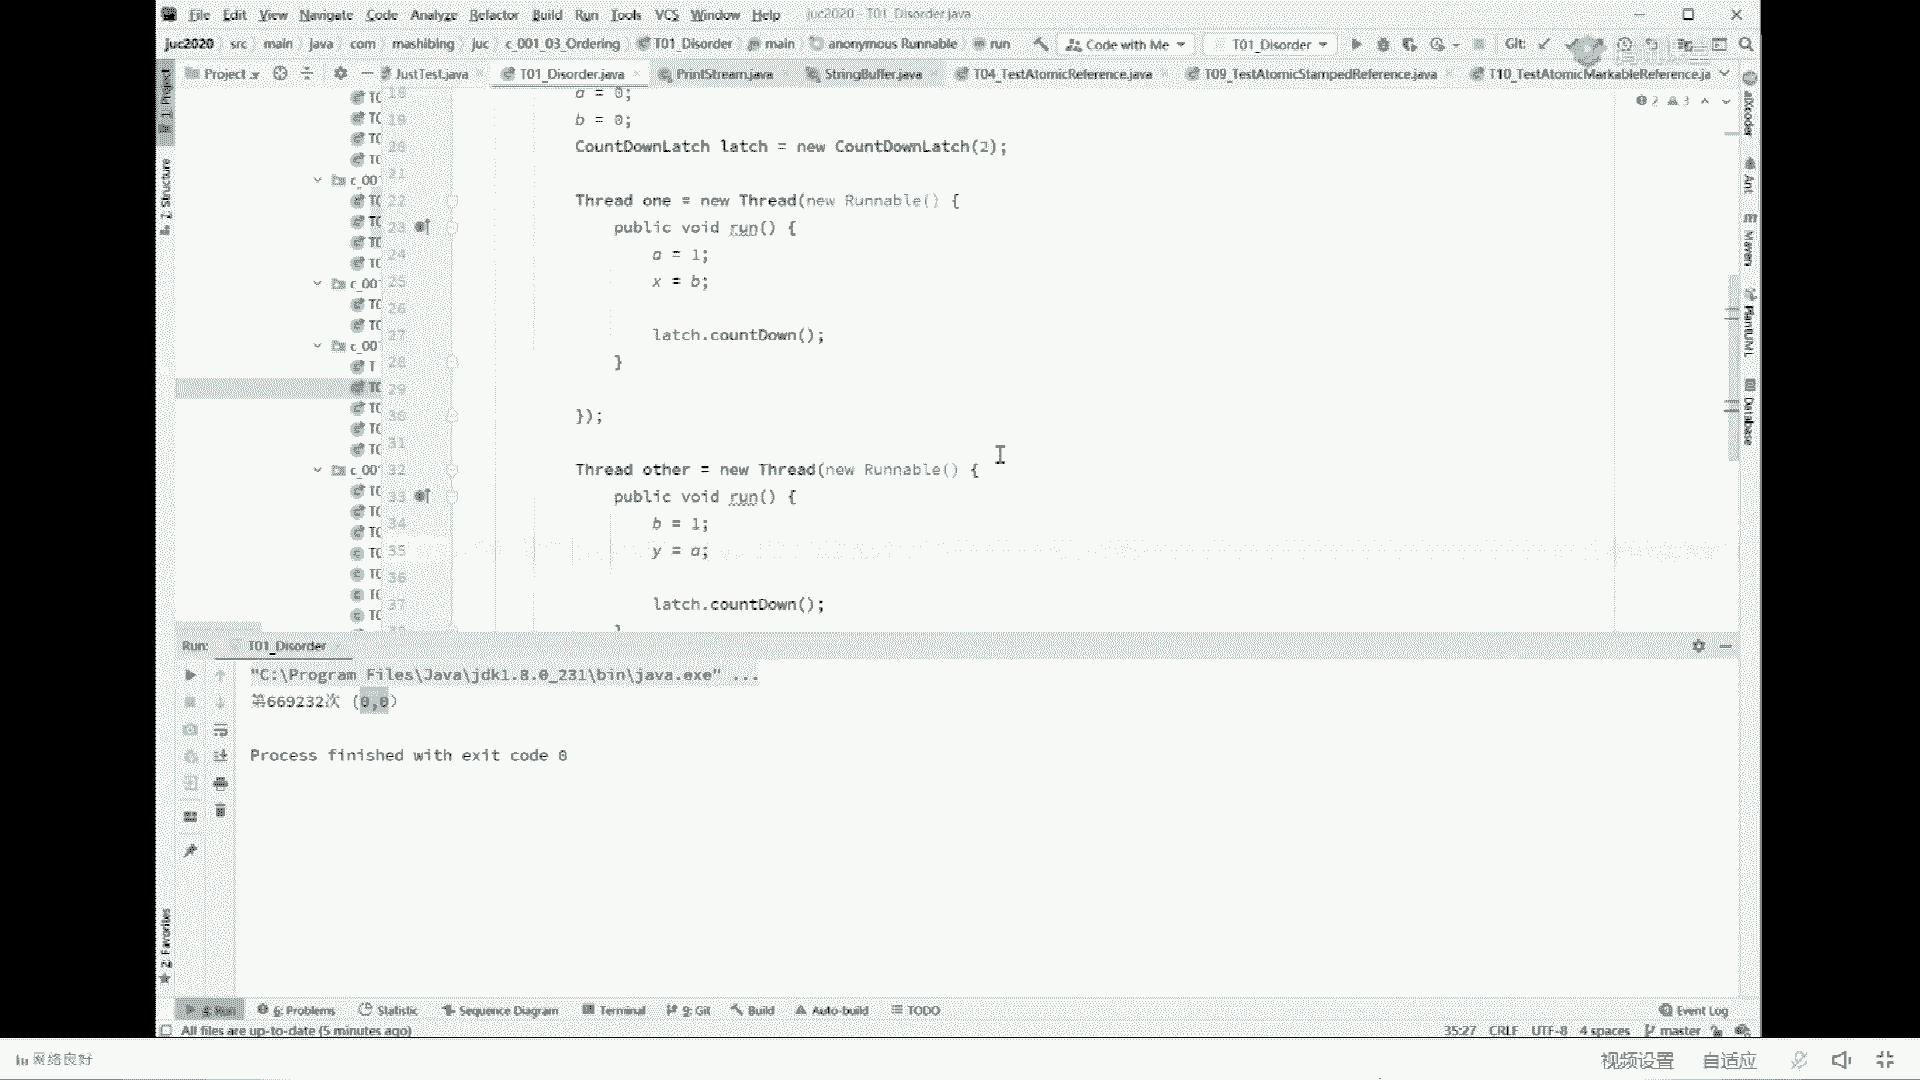 File Edit View Navigate Code Analyze Refactor Build Run Tools VCS Window Help juc2020 - T01_Disorder.java
juc2020 src main java com mashibing juc c_001_03_Ordering T01_Disorder main anonymous Runnable run Code with Me T01_Disorder Git:
Project JustTest.java T01_Disorder.java PrintStream.java StringBuffer.java T04_TestAtomicReference.java T09_TestAtomicStampedReference.java T10_TestAtomicMarkableReference.ja
18 a = 0;
19 b = 0;
20 CountDownLatch latch = new CountDownLatch(2);
21
22 Thread one = new Thread(new Runnable() {
23 public void run() {
24 a = 1;
25 x = b;
26
27 latch.countDown();
28 }
29
30 });
31
32 Thread other = new Thread(new Runnable() {
33 public void run() {
34 b = 1;
35 y = a;
36
37 latch.countDown();
2 3
1: Project
7: Structure
2: Favorites
aiXcoder
Ant
Maven
PlantUML
Database
c_00
c_00
c_00
c_00
Run: T01_Disorder
"C:\Program Files\Java\jdk1.8.0_231\bin\java.exe" ...
第669232次 (0,0)
Process finished with exit code 0
4: Run 6: Problems Statistic Sequence Diagram Terminal 9: Git Build Auto-build TODO Event Log
All files are up-to-date (5 minutes ago) 35:27 CRLF UTF-8 4 spaces master
网络良好 视频设置 自适应